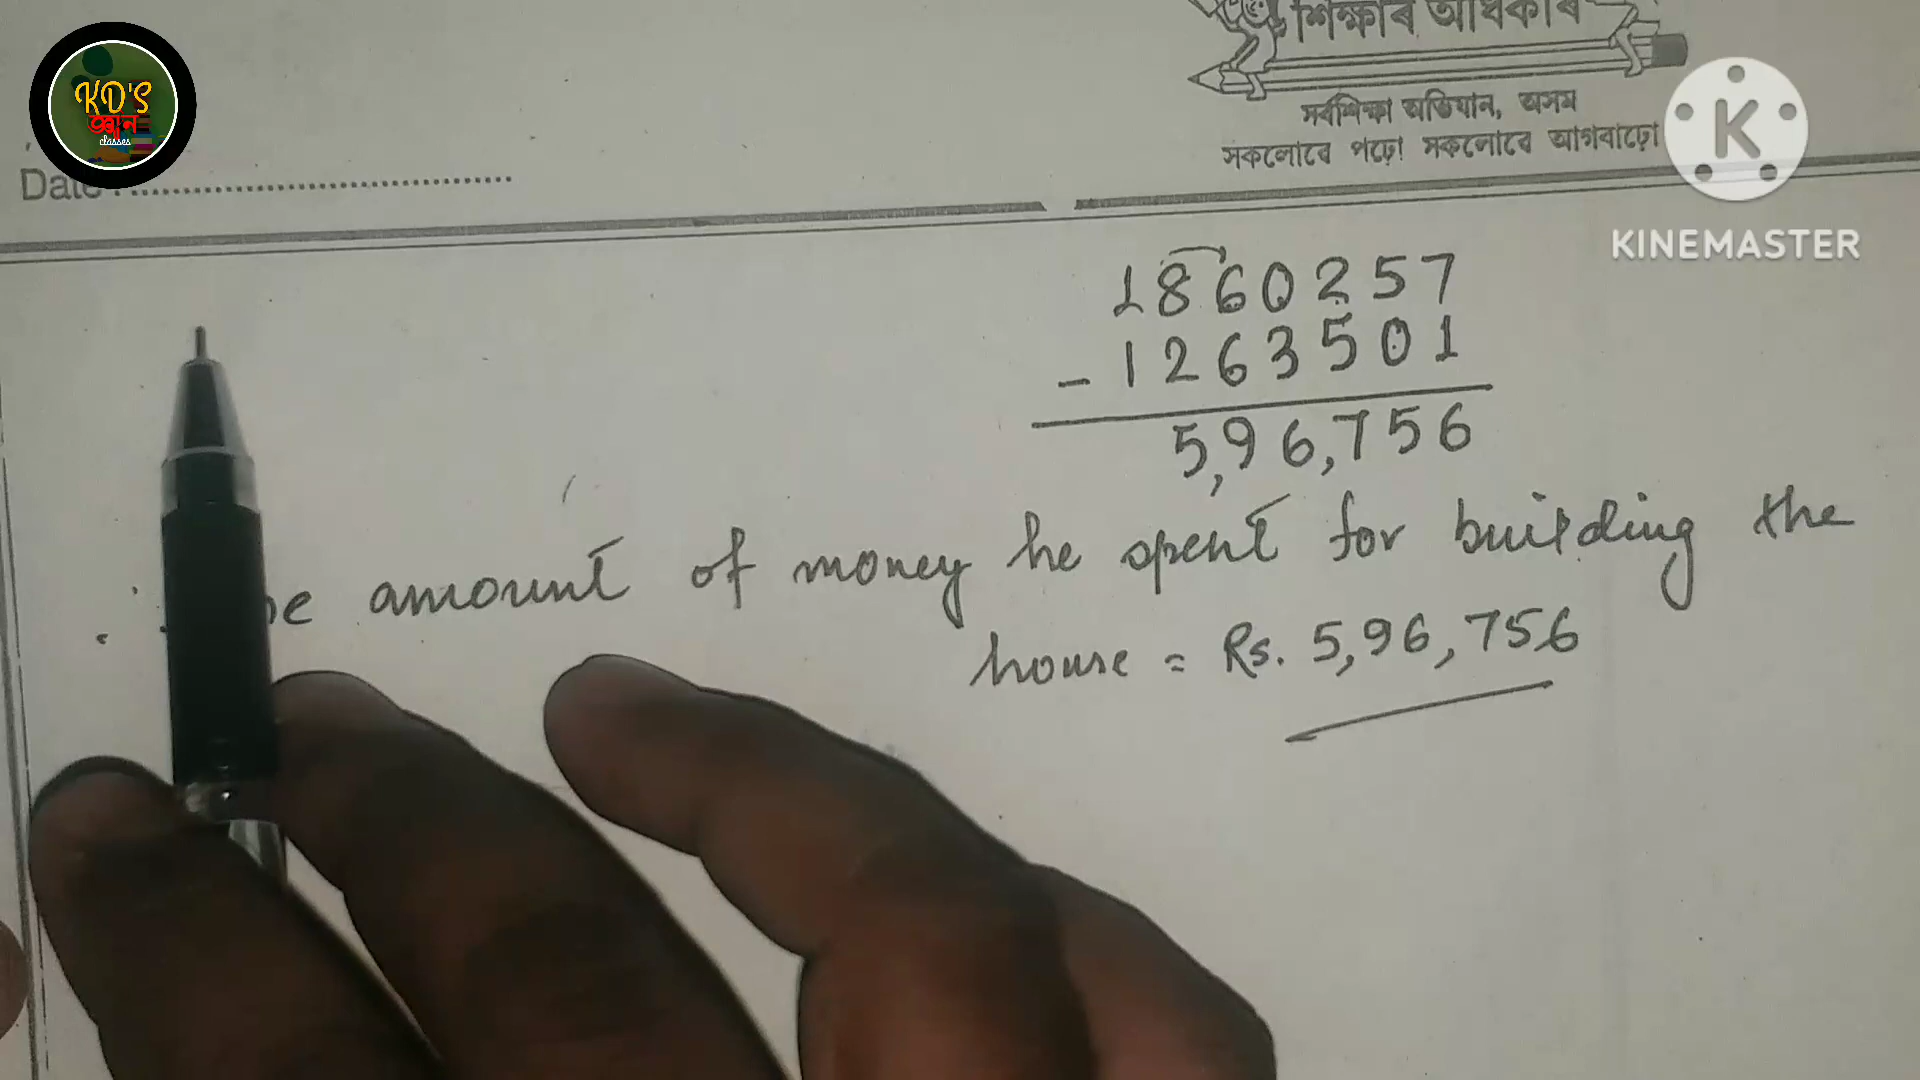 KD'S
জ্ঞান
classes
শিক্ষাৰ অধিকাৰ
সৰ্বশিক্ষা অভিযান, অসম
সকলোৱে পঢ়ো সকলোৱে আগবাঢ়ো
K
KINEMASTER
Date :
1860257
- 1263501
5,96,756
amount of money he spent for building the
house = Rs. 5,96,756